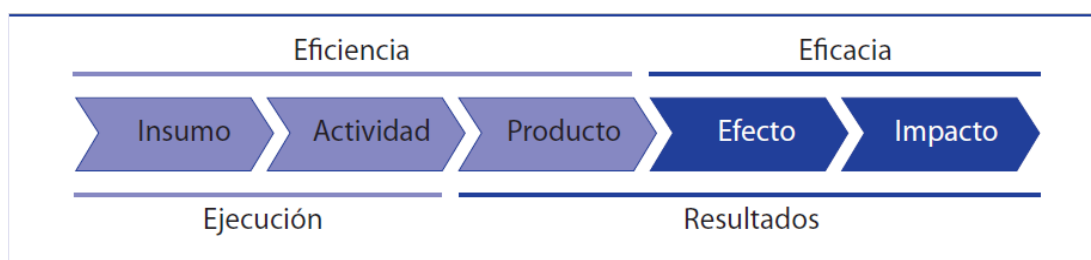 Eficiencia Eficacia
Insumo Actividad Producto Efecto Impacto
Ejecución Resultados